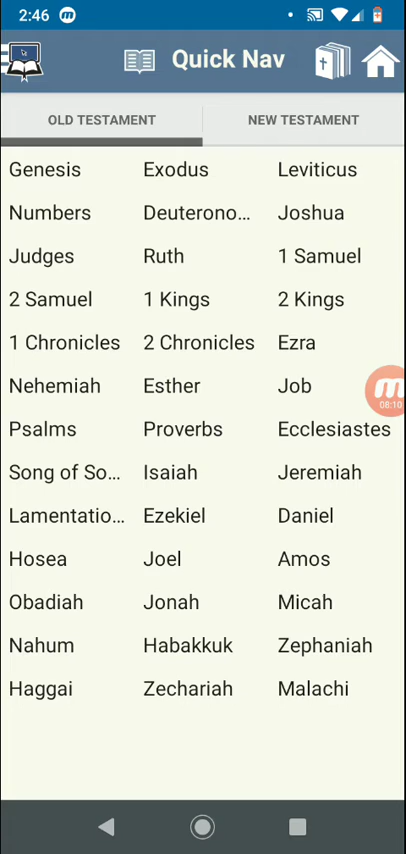 2:46
Quick Nav
OLD TESTAMENT NEW TESTAMENT
Genesis Exodus Leviticus
Numbers Deuterono... Joshua
Judges Ruth 1 Samuel
2 Samuel 1 Kings 2 Kings
1 Chronicles 2 Chronicles Ezra
Nehemiah Esther Job
08:10
Psalms Proverbs Ecclesiastes
Song of So... Isaiah Jeremiah
Lamentatio... Ezekiel Daniel
Hosea Joel Amos
Obadiah Jonah Micah
Nahum Habakkuk Zephaniah
Haggai Zechariah Malachi